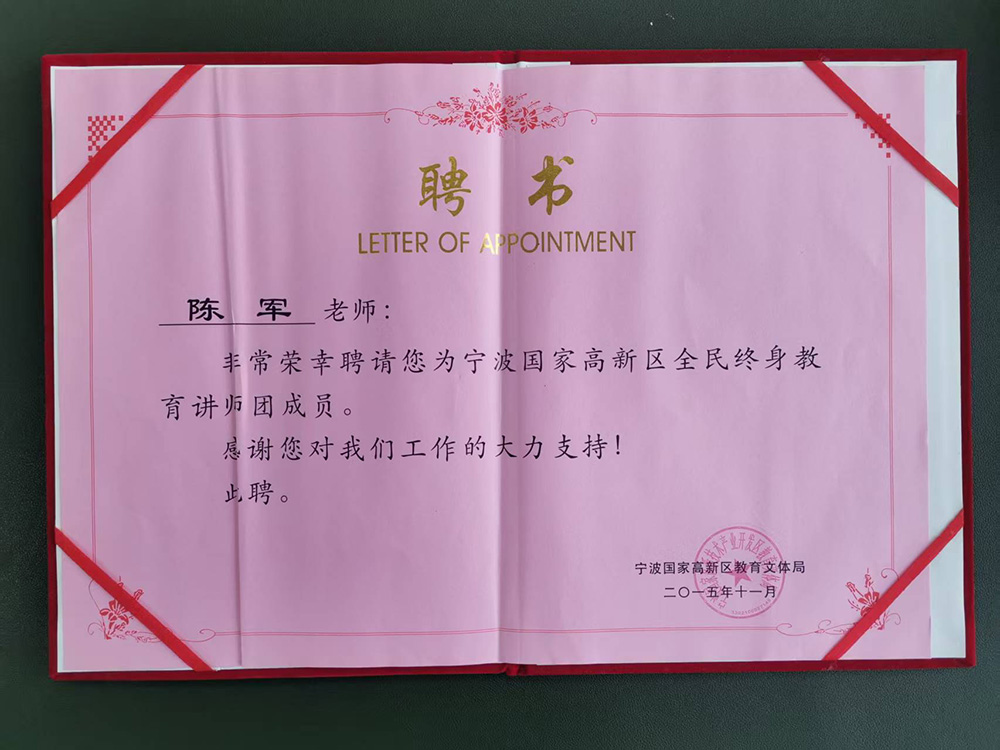 聘 书
LETTER OF APPOINTMENT
陈 军 老师：
非常荣幸聘请您为宁波国家高新区全民终身教
育讲师团成员。
感谢您对我们工作的大力支持！
此聘。
宁波国家高新区教育文体局
二〇一五年十一月